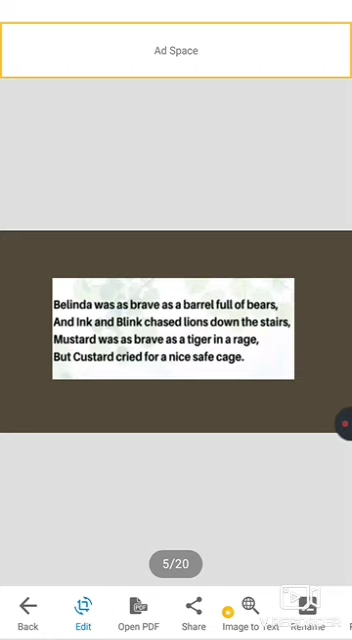 Ad Space
Belinda was as brave as a barrel full of bears,
And Ink and Blink chased lions down the stairs,
Mustard was as brave as a tiger in a rage,
But Custard cried for a nice safe cage.
5/20
Back Edit Open PDF Share Image to Text Rename